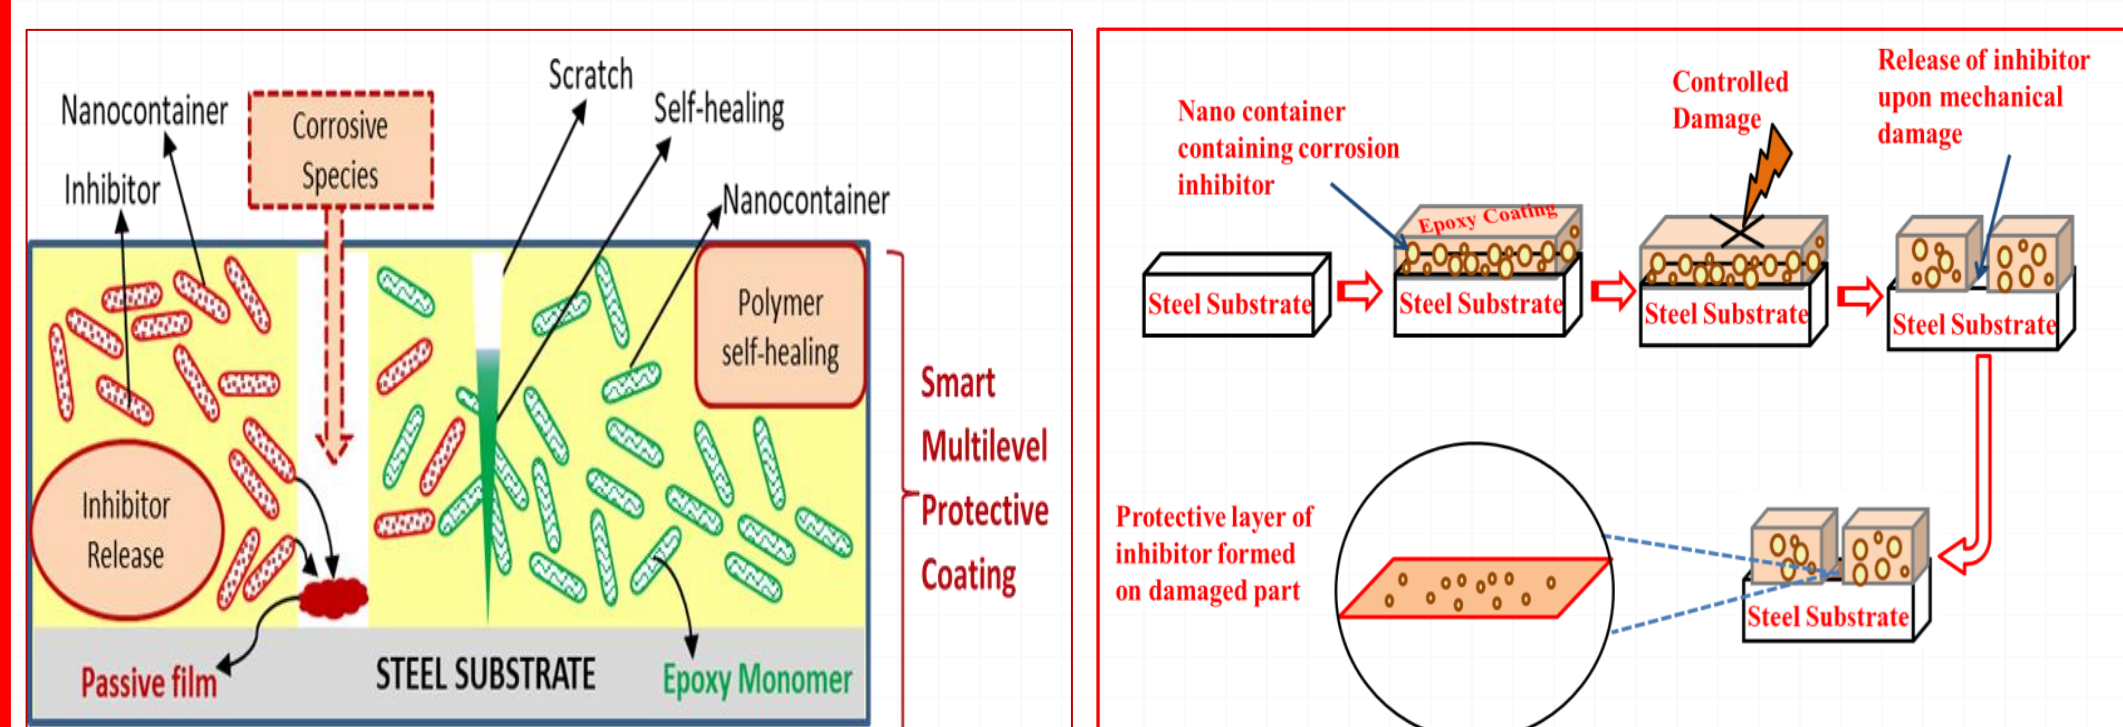 Scratch
Self-healing
Nanocontainer
Corrosive
Species
Inhibitor
Nanocontainer
Polymer
self-healing
Smart
Multilevel
Protective
Coating
Inhibitor
Release
Passive film
STEEL SUBSTRATE
Epoxy Monomer
Nano container
containing corrosion
inhibitor
Controlled
Damage
Release of inhibitor
upon mechanical
damage
Epoxy Coating
Steel Substrate
Steel Substrate
Steel Substrate
Steel Substrate
Protective layer of
inhibitor formed
on damaged part
Steel Substrate